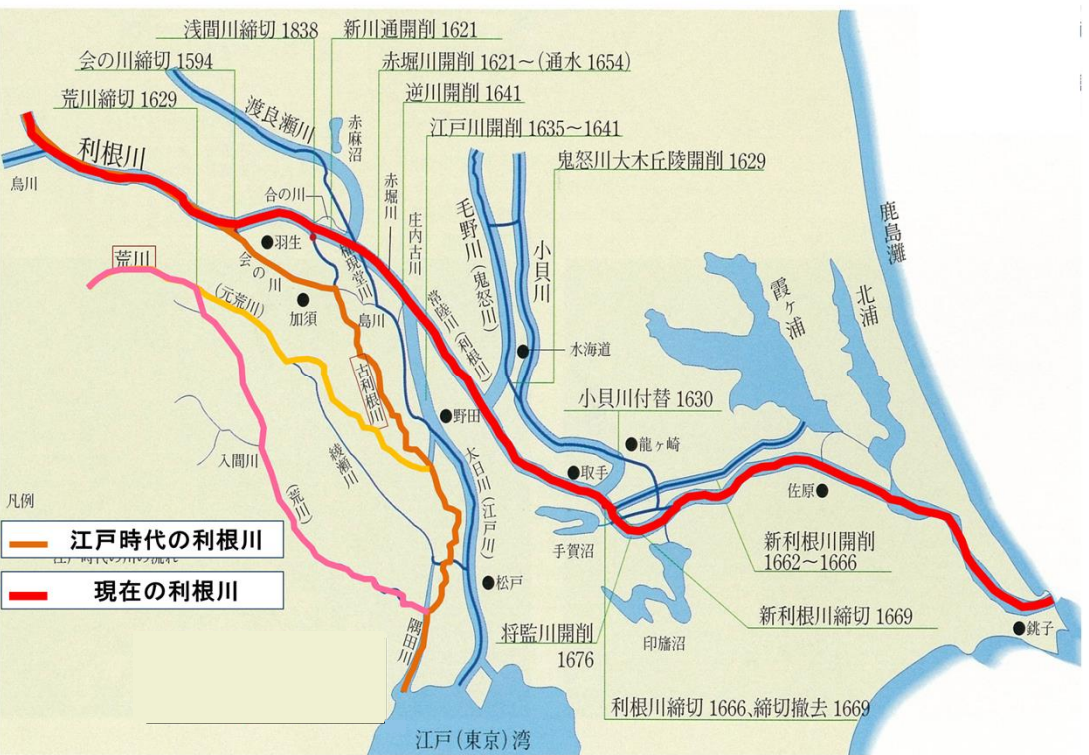 浅間川締切 1838
新川通開削 1621
会の川締切 1594
赤堀川開削 1621～(通水 1654)
荒川締切 1629
逆川開削 1641
江戸川開削 1635～1641
鬼怒川大木丘陵開削 1629
渡良瀬川
赤麻沼
利根川
烏川
合の川
赤堀川
庄内古川
毛野川(鬼怒川)
小貝川
鹿島灘
霞ヶ浦
北浦
羽生
会の川
権現堂川
荒川
(元荒川)
加須
島川
常陸川(利根川)
水海道
古利根川
小貝川付替 1630
野田
龍ヶ崎
取手
入間川
綾瀬川
太日川(江戸川)
佐原
凡例
(荒川)
江戸時代の利根川
手賀沼
新利根川開削
1662～1666
現在の利根川
松戸
新利根川締切 1669
隅田川
将監川開削
1676
印旛沼
銚子
利根川締切 1666、締切撤去 1669
江戸(東京)湾